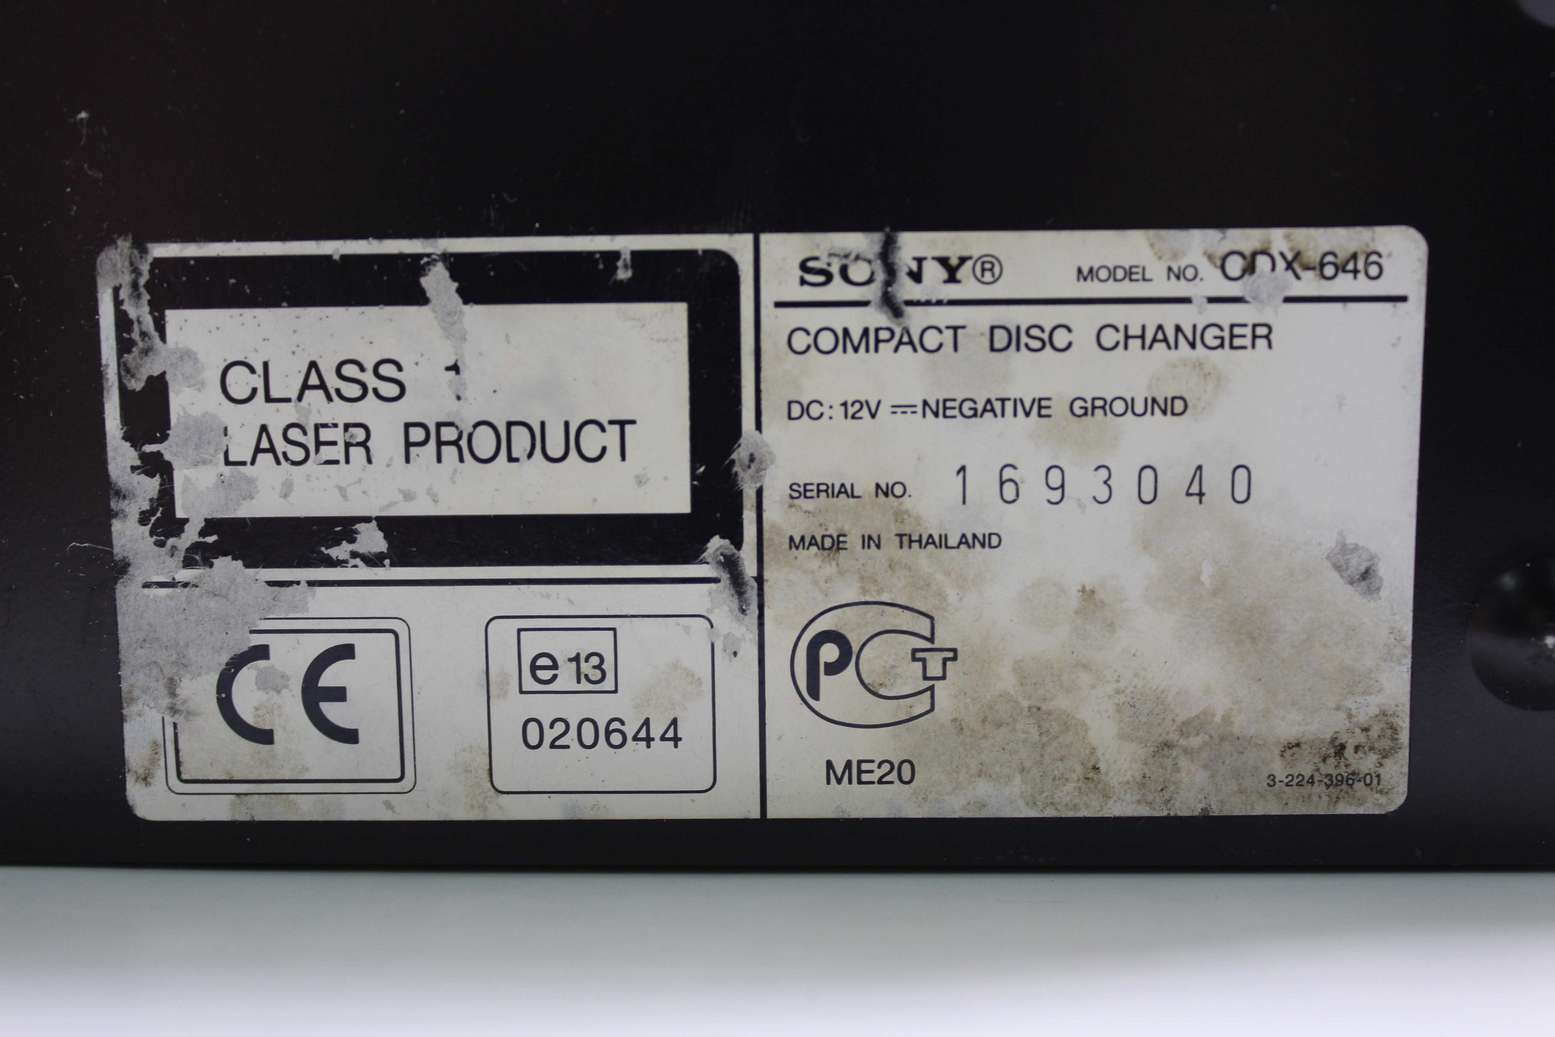 CLASS 1
LASER PRODUCT
CE
e13
020644
SONY® MODEL NO. CDX-646
COMPACT DISC CHANGER
DC: 12V ⎓ NEGATIVE GROUND
SERIAL NO. 1693040
MADE IN THAILAND
PCT
ME20
3-224-396-01